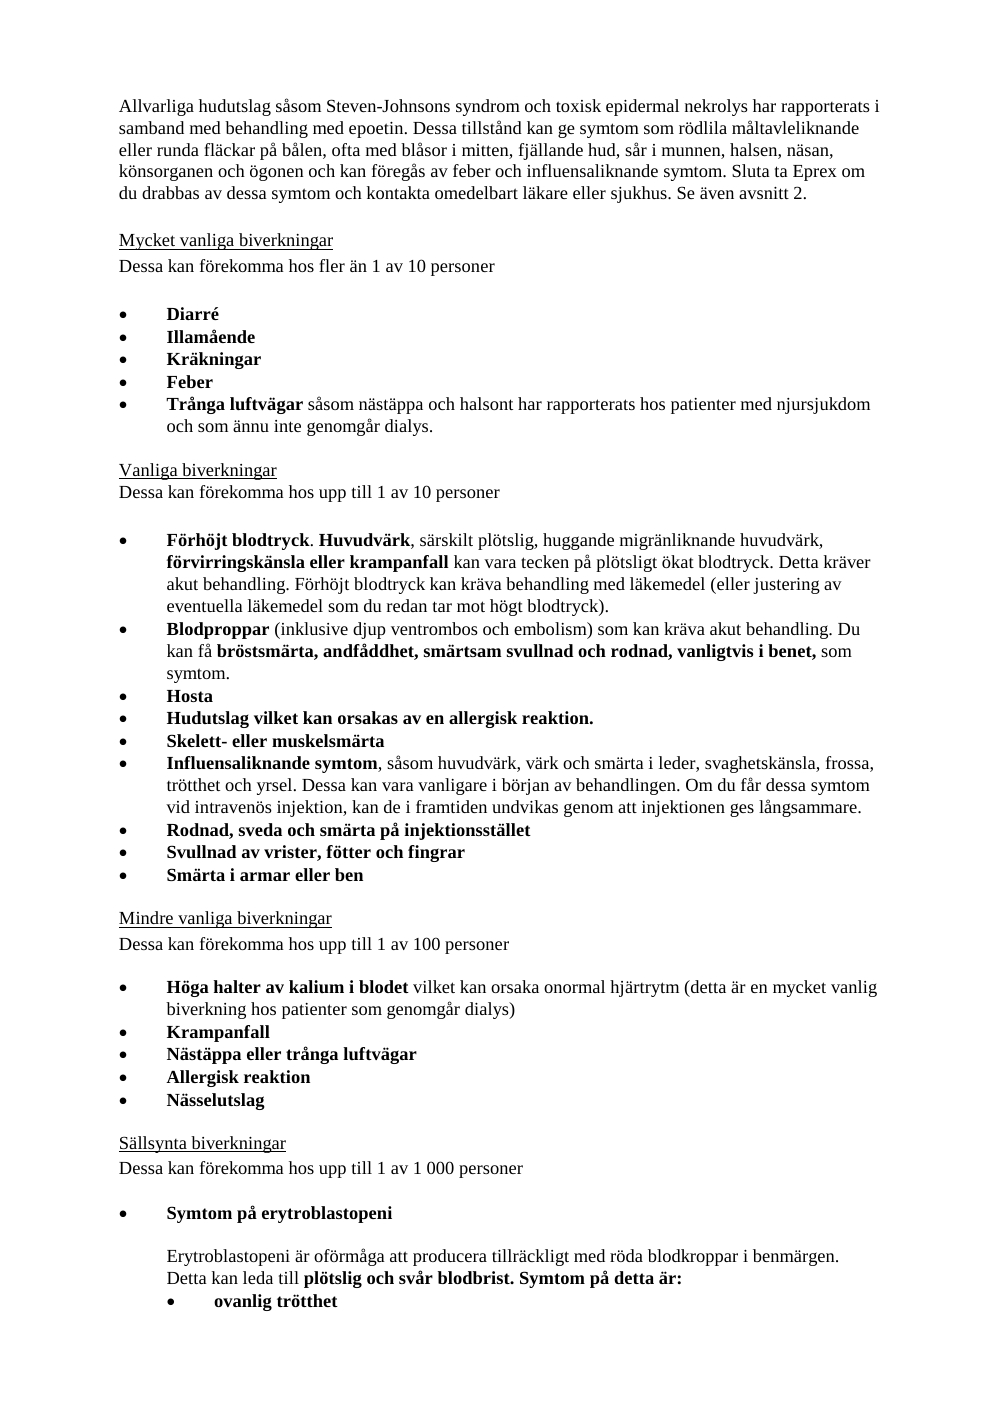 Allvarliga hudutslag såsom Steven-Johnsons syndrom och toxisk epidermal nekrolys har rapporterats i
samband med behandling med epoetin. Dessa tillstånd kan ge symtom som rödlila måltavleliknande
eller runda fläckar på bålen, ofta med blåsor i mitten, fjällande hud, sår i munnen, halsen, näsan,
könsorganen och ögonen och kan föregås av feber och influensaliknande symtom. Sluta ta Eprex om
du drabbas av dessa symtom och kontakta omedelbart läkare eller sjukhus. Se även avsnitt 2.
Mycket vanliga biverkningar
Dessa kan förekomma hos fler än 1 av 10 personer
• Diarré
• Illamående
• Kräkningar
• Feber
• Trånga luftvägar såsom nästäppa och halsont har rapporterats hos patienter med njursjukdom
och som ännu inte genomgår dialys.
Vanliga biverkningar
Dessa kan förekomma hos upp till 1 av 10 personer
• Förhöjt blodtryck. Huvudvärk, särskilt plötslig, huggande migränliknande huvudvärk,
förvirringskänsla eller krampanfall kan vara tecken på plötsligt ökat blodtryck. Detta kräver
akut behandling. Förhöjt blodtryck kan kräva behandling med läkemedel (eller justering av
eventuella läkemedel som du redan tar mot högt blodtryck).
• Blodproppar (inklusive djup ventrombos och embolism) som kan kräva akut behandling. Du
kan få bröstsmärta, andfåddhet, smärtsam svullnad och rodnad, vanligtvis i benet, som
symtom.
• Hosta
• Hudutslag vilket kan orsakas av en allergisk reaktion.
• Skelett- eller muskelsmärta
• Influensaliknande symtom, såsom huvudvärk, värk och smärta i leder, svaghetskänsla, frossa,
trötthet och yrsel. Dessa kan vara vanligare i början av behandlingen. Om du får dessa symtom
vid intravenös injektion, kan de i framtiden undvikas genom att injektionen ges långsammare.
• Rodnad, sveda och smärta på injektionsstället
• Svullnad av vrister, fötter och fingrar
• Smärta i armar eller ben
Mindre vanliga biverkningar
Dessa kan förekomma hos upp till 1 av 100 personer
• Höga halter av kalium i blodet vilket kan orsaka onormal hjärtrytm (detta är en mycket vanlig
biverkning hos patienter som genomgår dialys)
• Krampanfall
• Nästäppa eller trånga luftvägar
• Allergisk reaktion
• Nässelutslag
Sällsynta biverkningar
Dessa kan förekomma hos upp till 1 av 1 000 personer
• Symtom på erytroblastopeni
Erytroblastopeni är oförmåga att producera tillräckligt med röda blodkroppar i benmärgen.
Detta kan leda till plötslig och svår blodbrist. Symtom på detta är:
• ovanlig trötthet